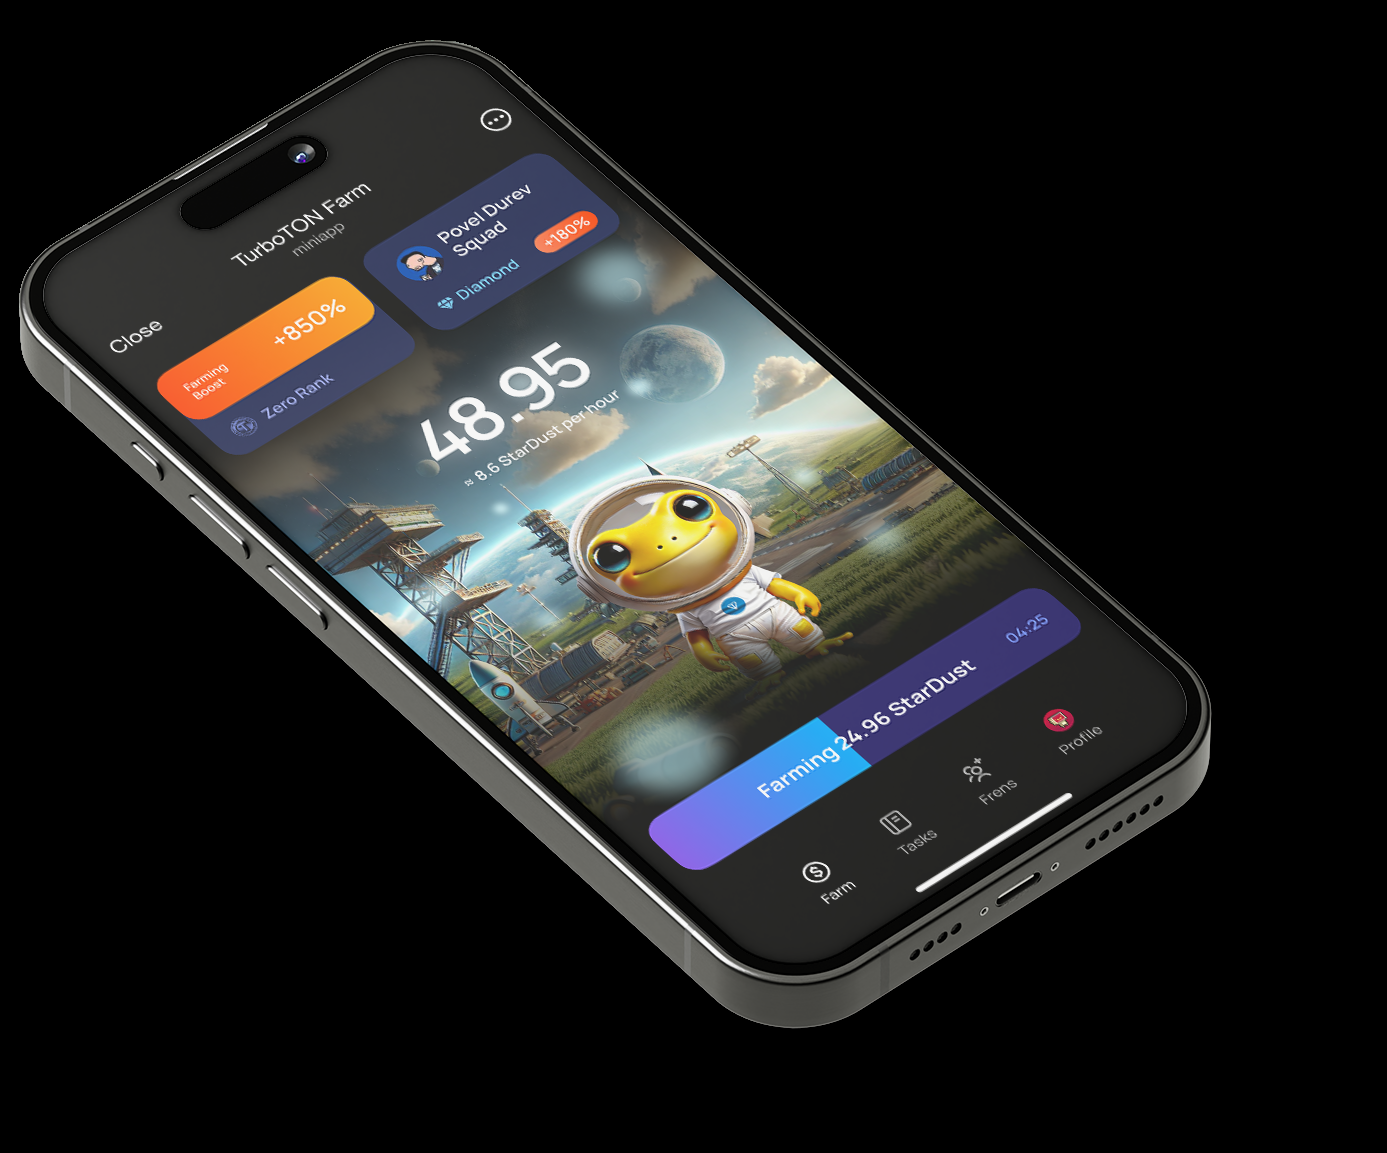 Close
TurboTON Farm
miniapp
Farming
Boost
+850%
Zero Rank
Povel Durev
Squad
Diamond
+180%
48.95
≈ 8.6 StarDust per hour
Farming 24.96 StarDust
04:25
Farm
Tasks
Frens
Profile